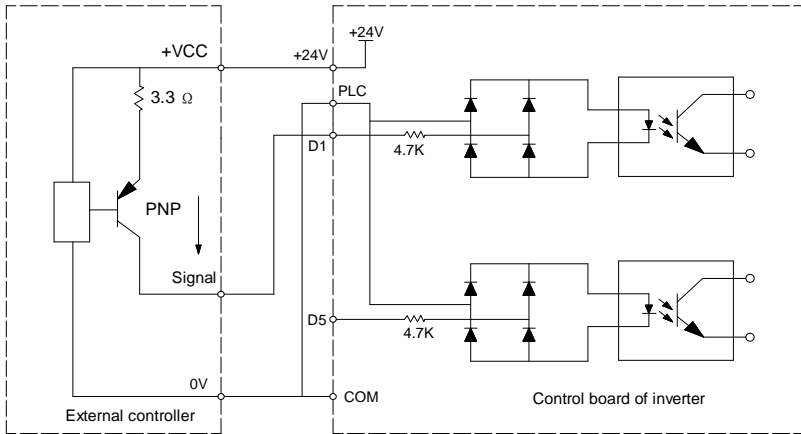 +24V
+VCC
+24V
3.3 Ω
PLC
D1
4.7K
PNP
Signal
D5
4.7K
0V
COM
External controller
Control board of inverter